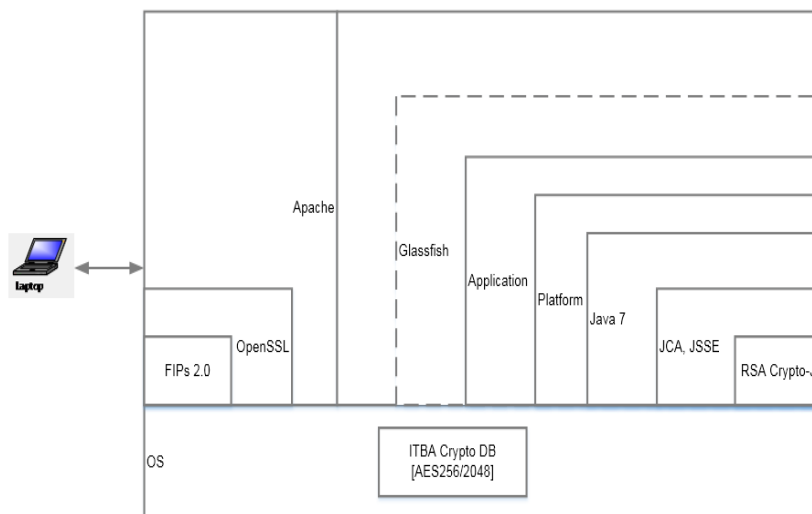 Apache
Glassfish
Application
Platform
Java 7
laptop
OpenSSL
FIPs 2.0
JCA, JSSE
RSA Crypto-J
OS
ITBA Crypto DB
[AES256/2048]